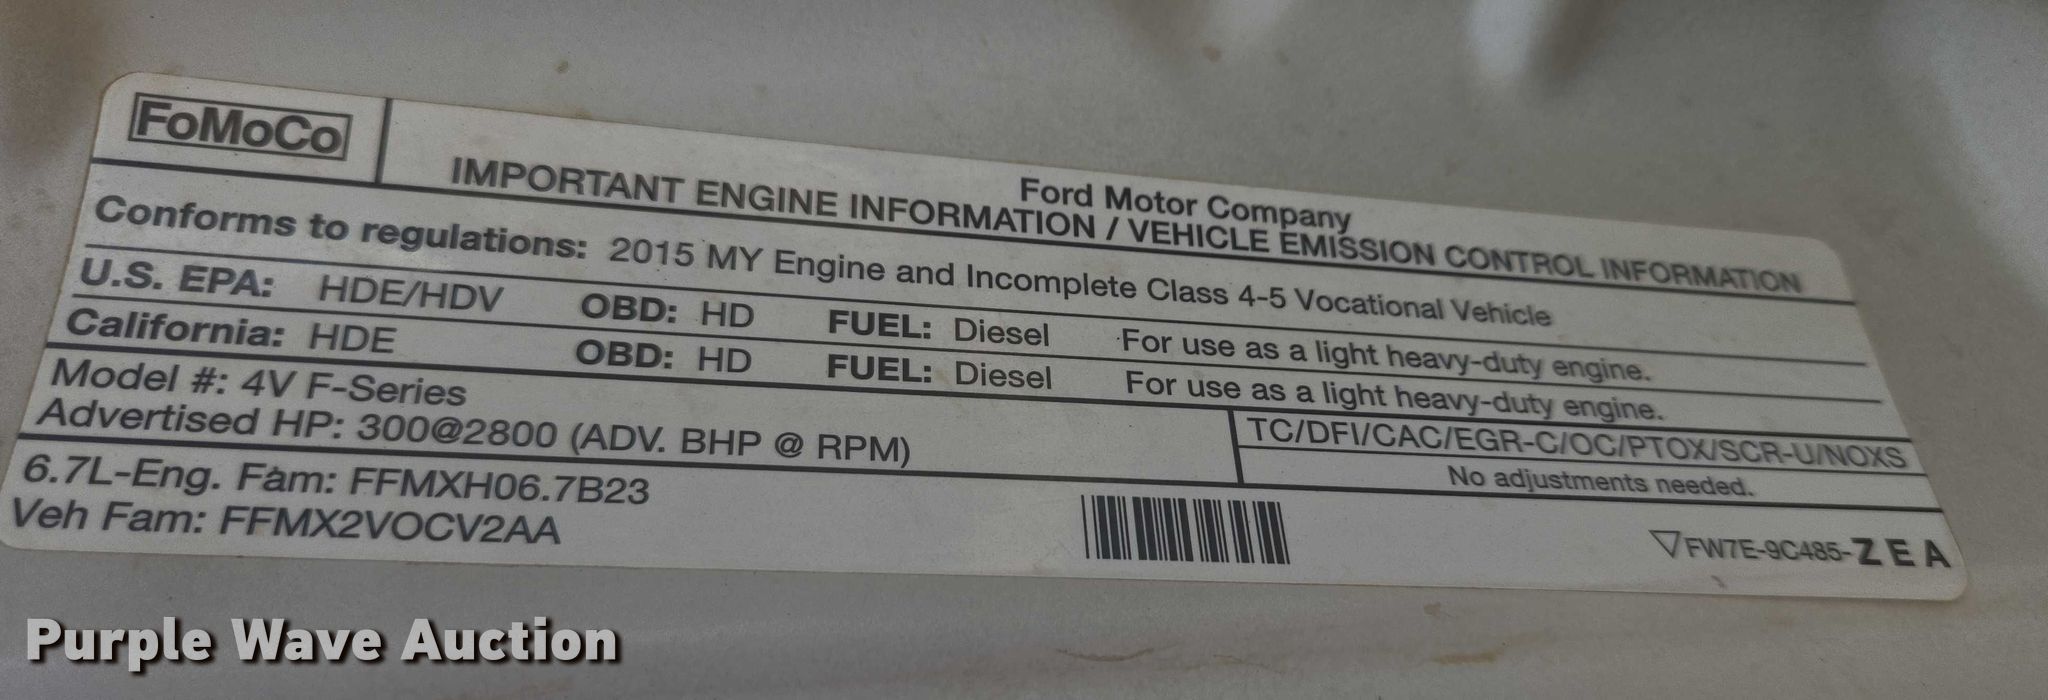 FoMoCo
Ford Motor Company
IMPORTANT ENGINE INFORMATION / VEHICLE EMISSION CONTROL INFORMATION
Conforms to regulations: 2015 MY Engine and Incomplete Class 4-5 Vocational Vehicle
U.S. EPA: HDE/HDV OBD: HD FUEL: Diesel For use as a light heavy-duty engine.
California: HDE OBD: HD FUEL: Diesel For use as a light heavy-duty engine.
Model #: 4V F-Series
Advertised HP: 300@2800 (ADV. BHP @ RPM)
TC/DFI/CAC/EGR-C/OC/PTOX/SCR-U/NOXS
No adjustments needed.
6.7L-Eng. Fam: FFMXH06.7B23
Veh Fam: FFMX2VOCV2AA
FW7E-9C485-ZEA
Purple Wave Auction